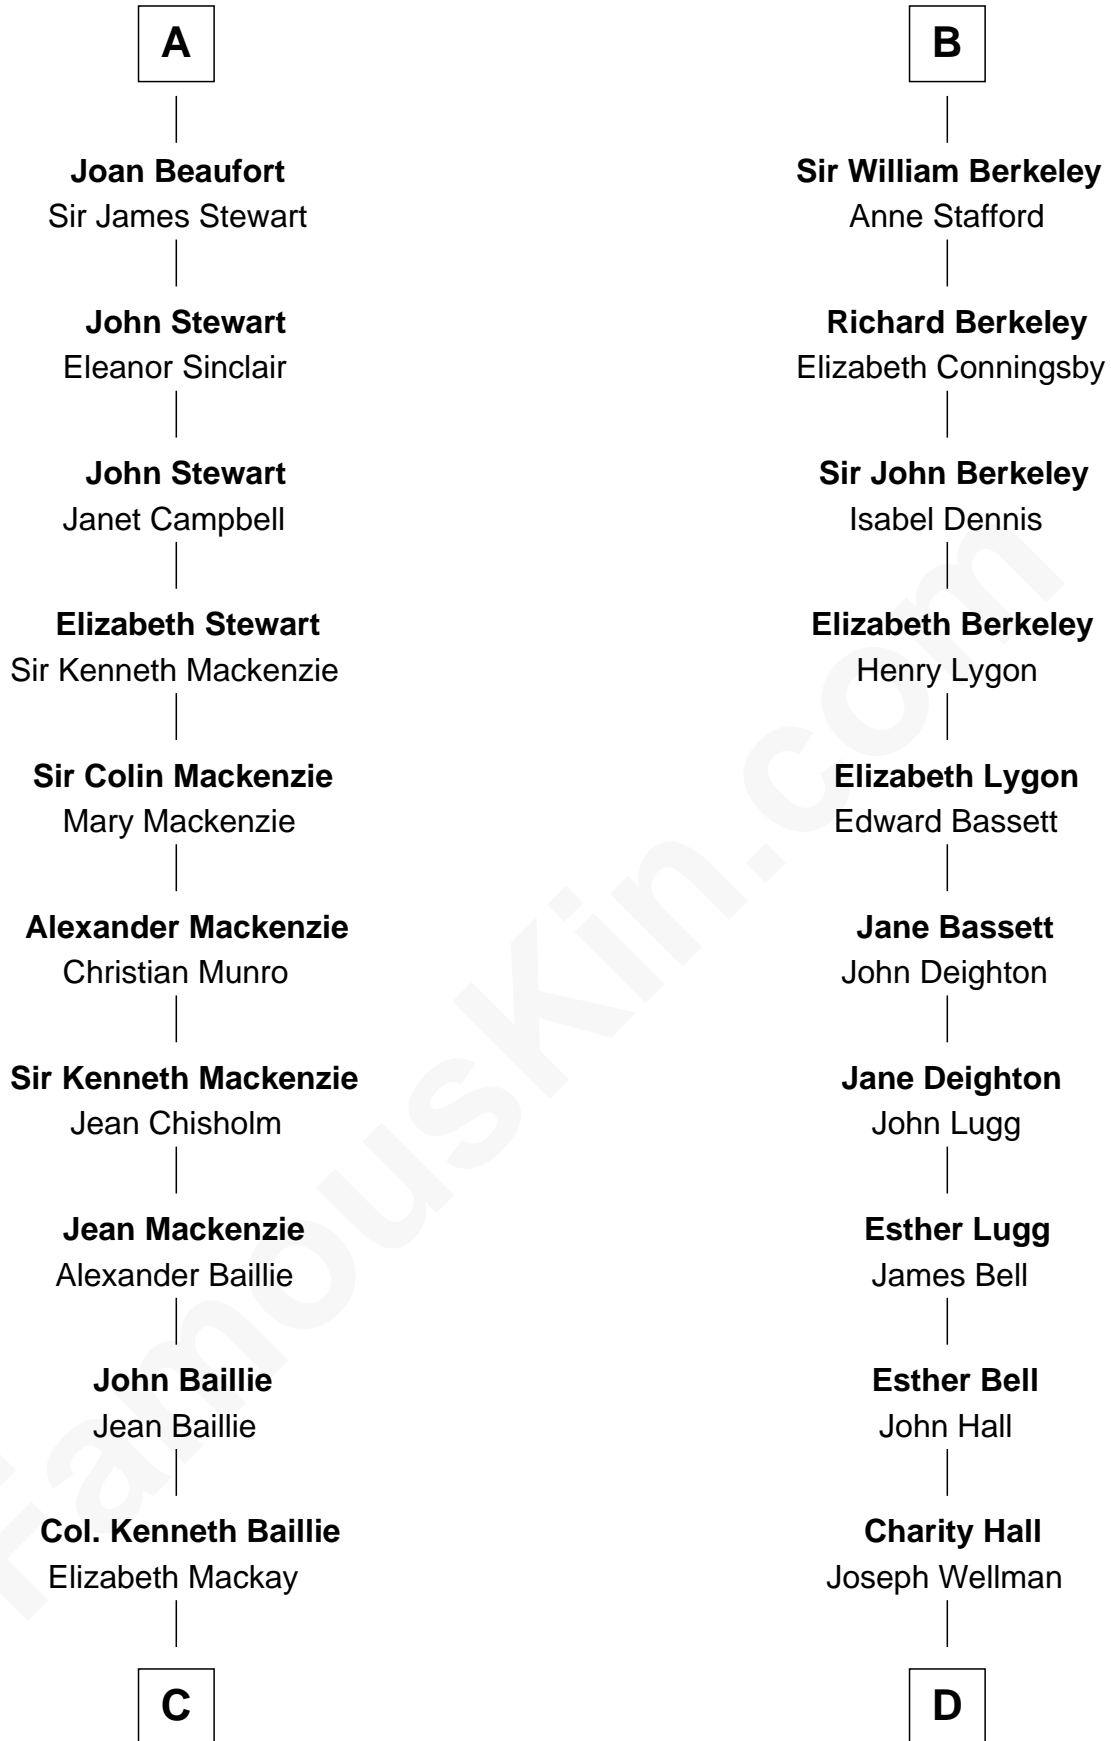 A
Joan Beaufort
Sir James Stewart
John Stewart
Eleanor Sinclair
John Stewart
Janet Campbell
Elizabeth Stewart
Sir Kenneth Mackenzie
Sir Colin Mackenzie
Mary Mackenzie
Alexander Mackenzie
Christian Munro
Sir Kenneth Mackenzie
Jean Chisholm
Jean Mackenzie
Alexander Baillie
John Baillie
Jean Baillie
Col. Kenneth Baillie
Elizabeth Mackay
C
B
Sir William Berkeley
Anne Stafford
Richard Berkeley
Elizabeth Conningsby
Sir John Berkeley
Isabel Dennis
Elizabeth Berkeley
Henry Lygon
Elizabeth Lygon
Edward Bassett
Jane Bassett
John Deighton
Jane Deighton
John Lugg
Esther Lugg
James Bell
Esther Bell
John Hall
Charity Hall
Joseph Wellman
D
FamousKin.com